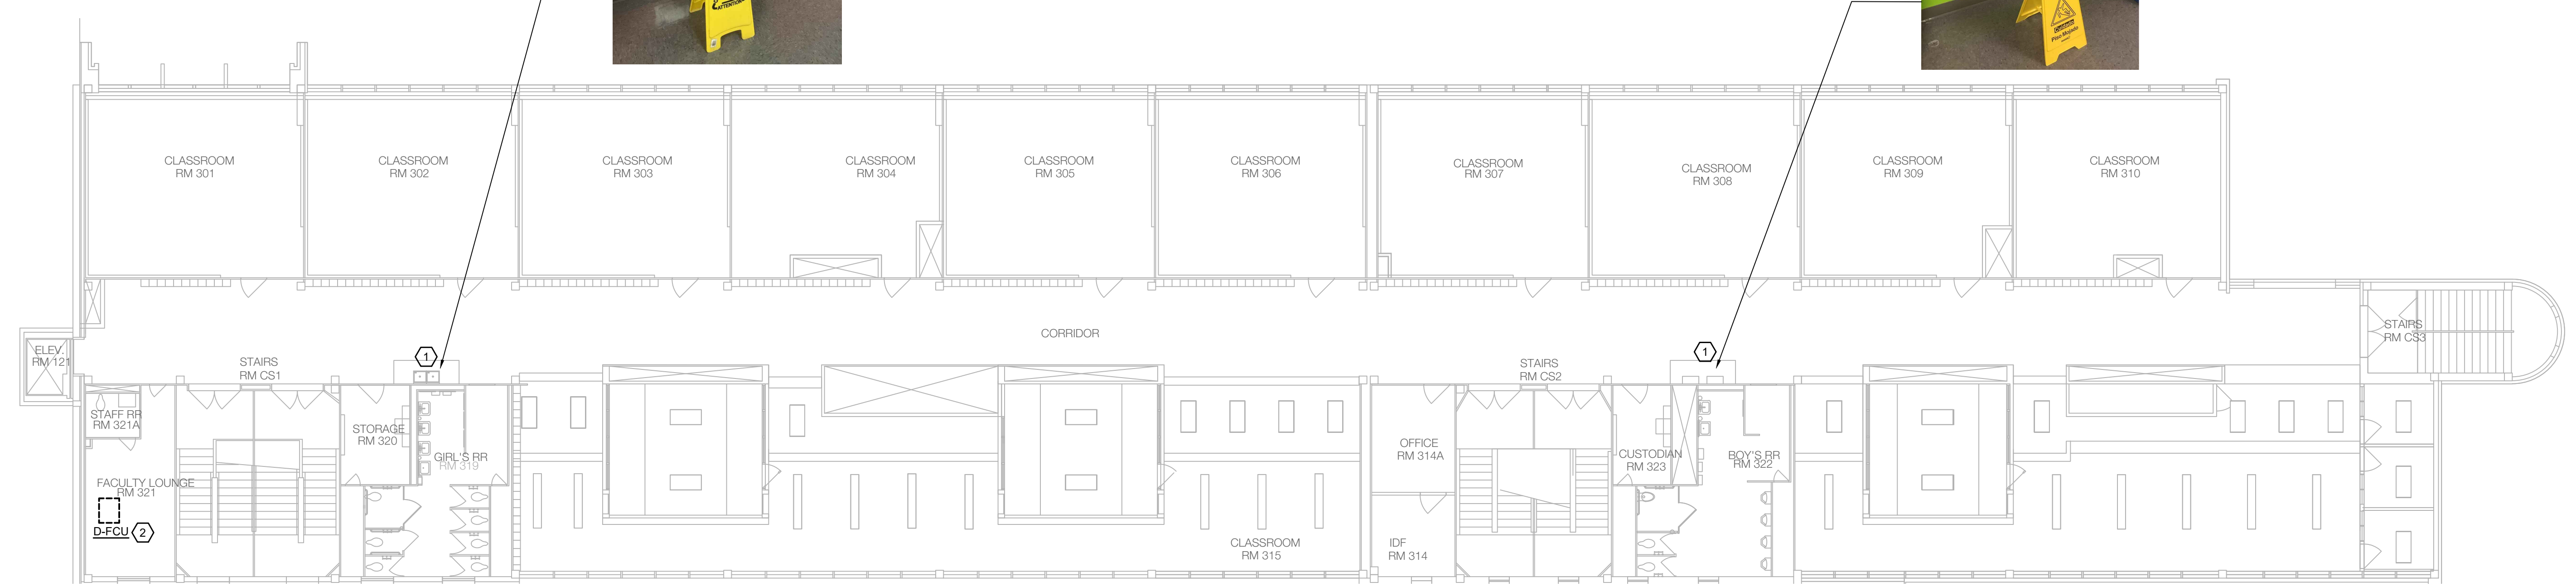 ATTENTION
Cuidado
Piso Mojado
CLASSROOM
RM 301
CLASSROOM
RM 302
CLASSROOM
RM 303
CLASSROOM
RM 304
CLASSROOM
RM 305
CLASSROOM
RM 306
CLASSROOM
RM 307
CLASSROOM
RM 308
CLASSROOM
RM 309
CLASSROOM
RM 310
CORRIDOR
ELEV.
RM 121
STAIRS
RM CS1
1
STAIRS
RM CS2
1
STAIRS
RM CS3
STAFF RR
RM 321A
STORAGE
RM 320
GIRL'S RR
RM 319
FACULTY LOUNGE
RM 321
D-FCU
2
OFFICE
RM 314A
CUSTODIAN
RM 323
BOY'S RR
RM 322
CLASSROOM
RM 315
IDF
RM 314